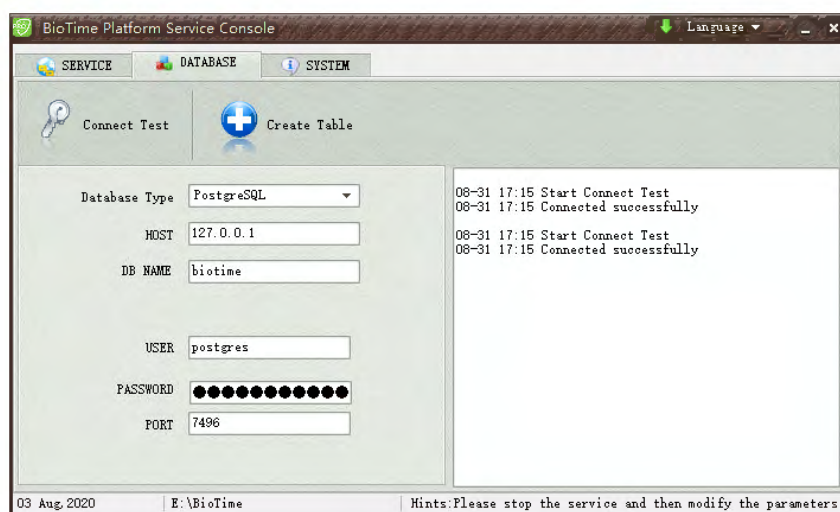 BioTime Platform Service Console
Language
SERVICE
DATABASE
SYSTEM
Connect Test
Create Table
Database Type PostgreSQL
HOST 127.0.0.1
DB NAME biotime
USER postgres
PASSWORD ●●●●●●●●●●●
PORT 7496
08-31 17:15 Start Connect Test
08-31 17:15 Connected successfully
08-31 17:15 Start Connect Test
08-31 17:15 Connected successfully
03 Aug,2020 E:\BioTime Hints:Please stop the service and then modify the parameters